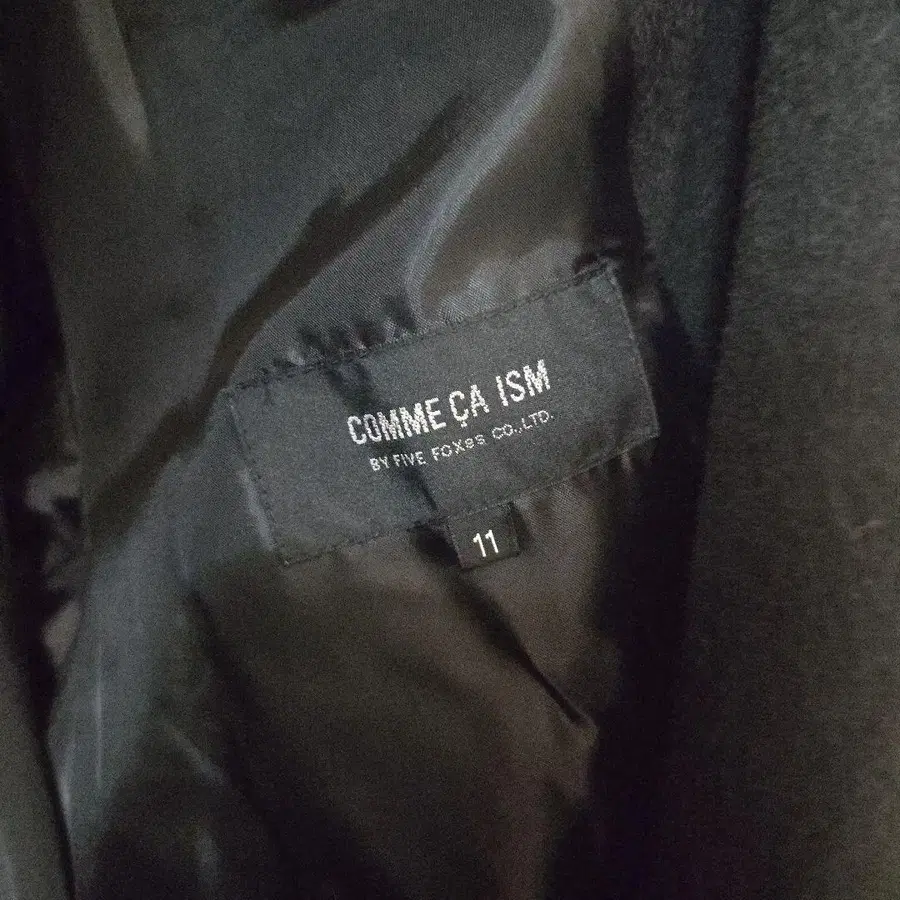 COMME ÇA ISM
BY FIVE FOXes CO.,LTD.
11